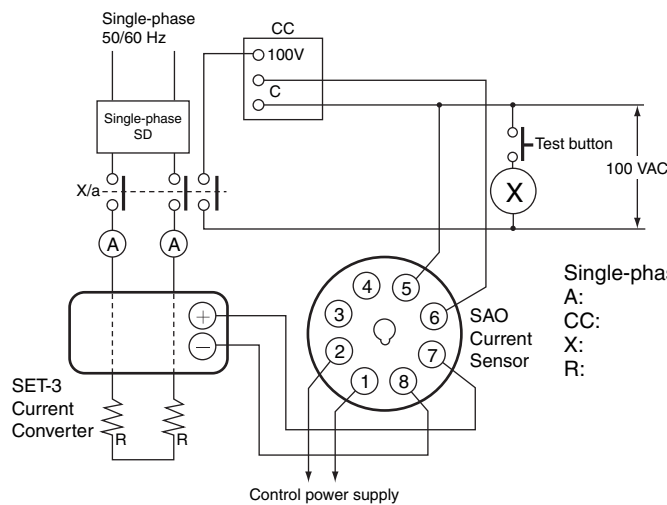 Single-phase
50/60 Hz
CC
100V
C
Single-phase
SD
Test button
100 VAC
X/a
X
A
A
+
−
SET-3
Current
Converter
R
R
4
5
3
6
2
7
1
8
SAO
Current
Sensor
Single-phas
A:
CC:
X:
R:
Control power supply